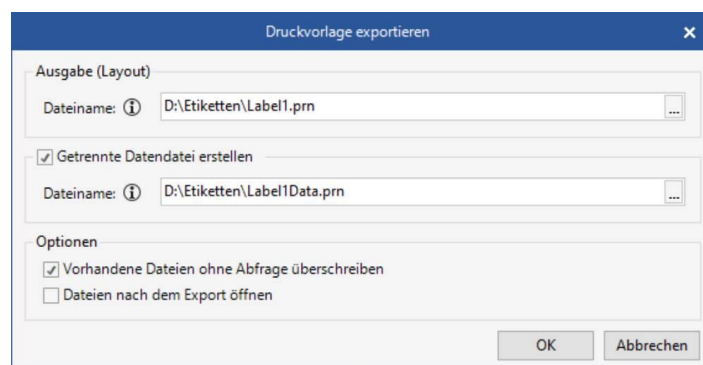 Druckvorlage exportieren
Ausgabe (Layout)
Dateiname: D:\Etiketten\Label1.prn ...
Getrennte Datendatei erstellen
Dateiname: D:\Etiketten\Label1Data.prn ...
Optionen
Vorhandene Dateien ohne Abfrage überschreiben
Dateien nach dem Export öffnen
OK Abbrechen